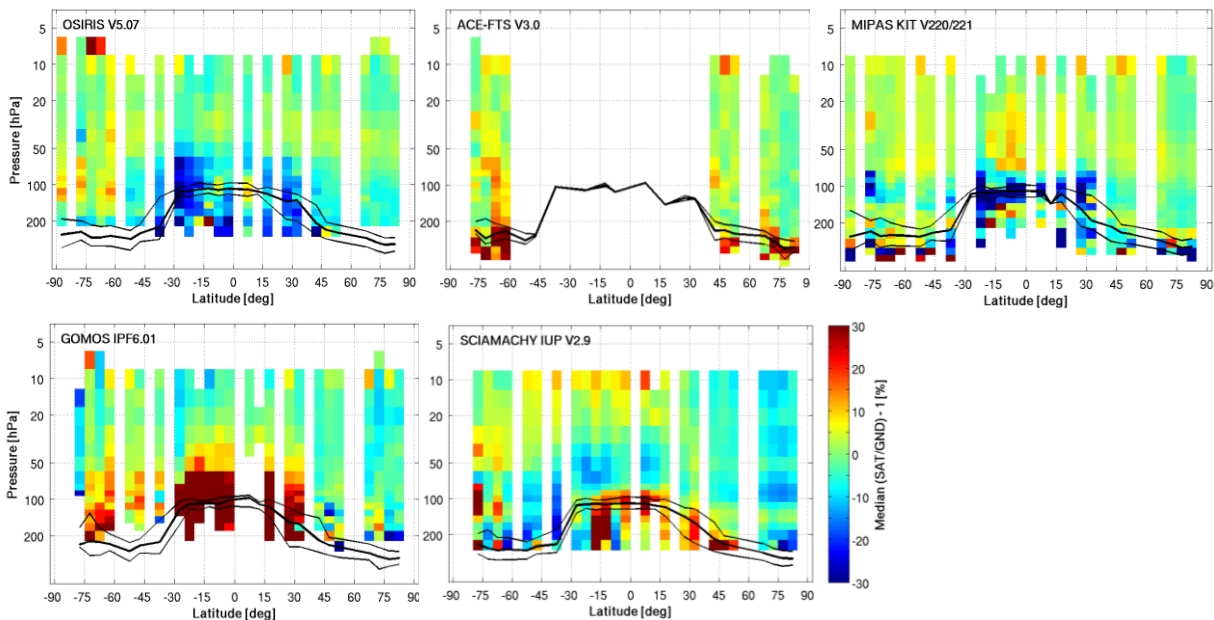 OSIRIS V5.07
ACE-FTS V3.0
MIPAS KIT V220/221
5
10
20
50
100
200
Pressure [hPa]
-90 -75 -60 -45 -30 -15 0 15 30 45 60 75 90
Latitude [deg]
5
10
20
50
100
200
-90 -75 -60 -45 -30 -15 0 15 30 45 60 75 9
Latitude [deg]
5
10
20
50
100
200
-90 -75 -60 -45 -30 -15 0 15 30 45 60 75 90
Latitude [deg]
GOMOS IPF6.01
SCIAMACHY IUP V2.9
5
10
20
50
100
200
Pressure [hPa]
-90 -75 -60 -45 -30 -15 0 15 30 45 60 75 90
Latitude [deg]
5
10
20
50
100
200
-90 -75 -60 -45 -30 -15 0 15 30 45 60 75 90
Latitude [deg]
30
20
10
0
-10
-20
-30
Median (SAT/GND) - 1 [%]